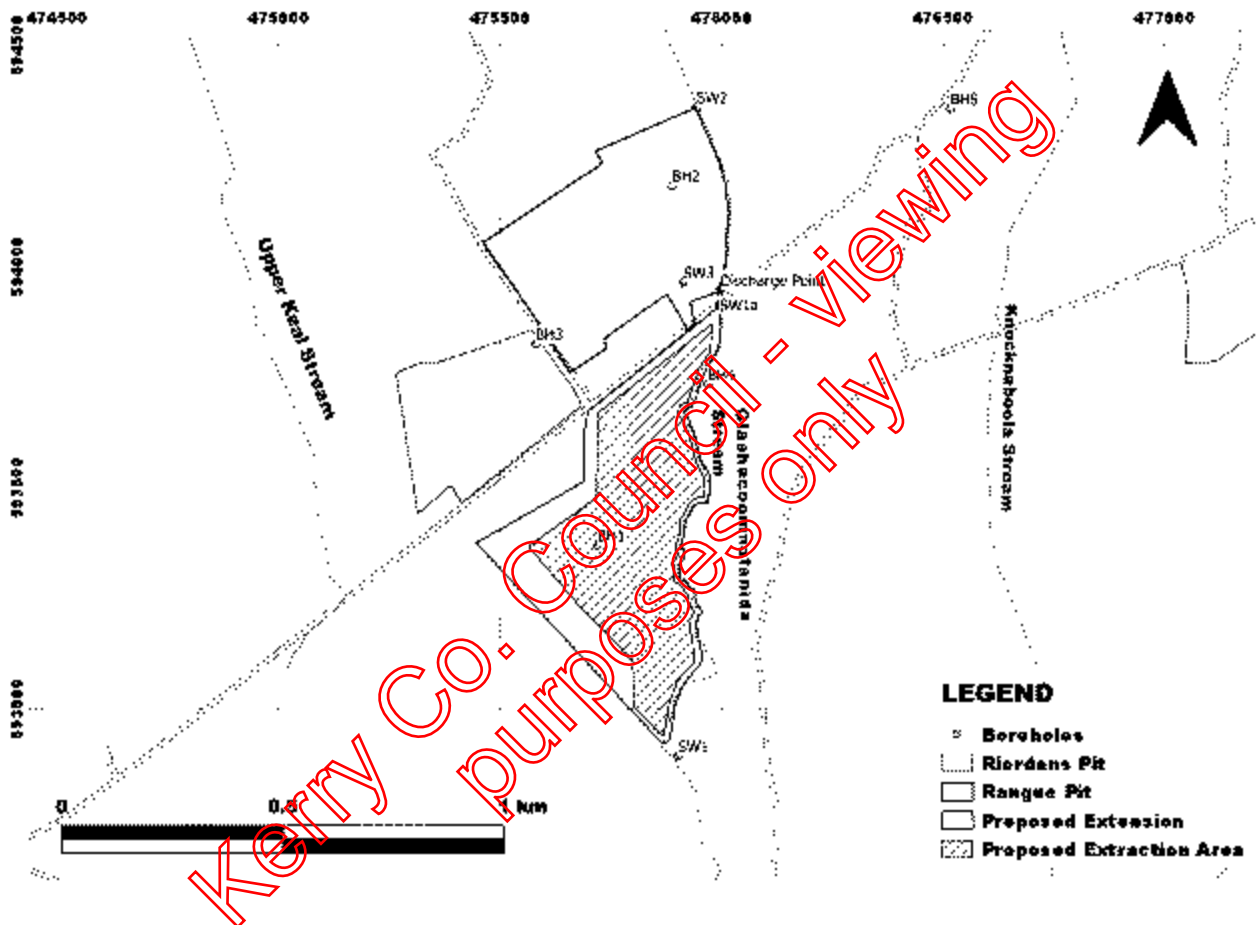 474500
475000
475500
476000
476500
477000
594500
594000
593500
593000
SW2
BH5
BH2
SW3
Discharge Point
SW1a
BH3
Upper Keal Stream
Glashacoomnafanida
Stream
Knocknaboola Stream
Kerry Co. Council - viewing
purposes only
0
0.5
1 km
LEGEND
Boreholes
Riordans Pit
Rangue Pit
Proposed Extension
Proposed Extraction Area